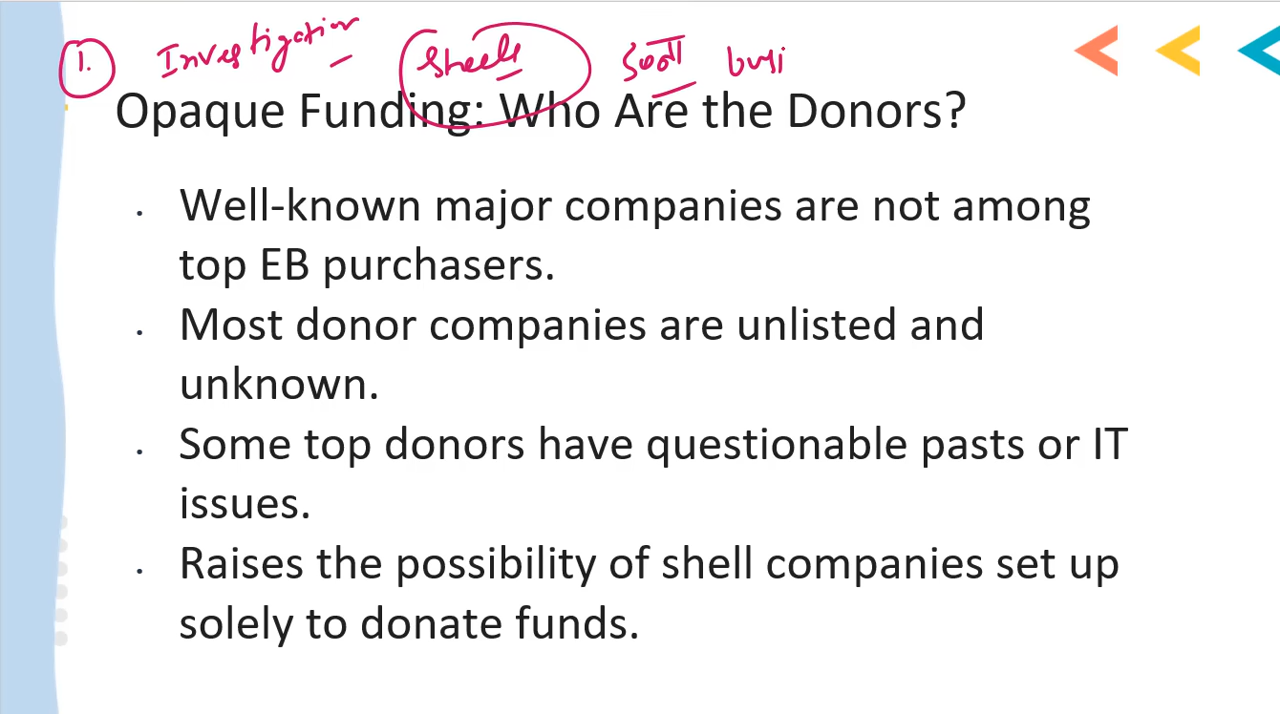 1. Investigation Shells busi
Opaque Funding: Who Are the Donors?
· Well-known major companies are not among
top EB purchasers.
· Most donor companies are unlisted and
unknown.
· Some top donors have questionable pasts or IT
issues.
· Raises the possibility of shell companies set up
solely to donate funds.